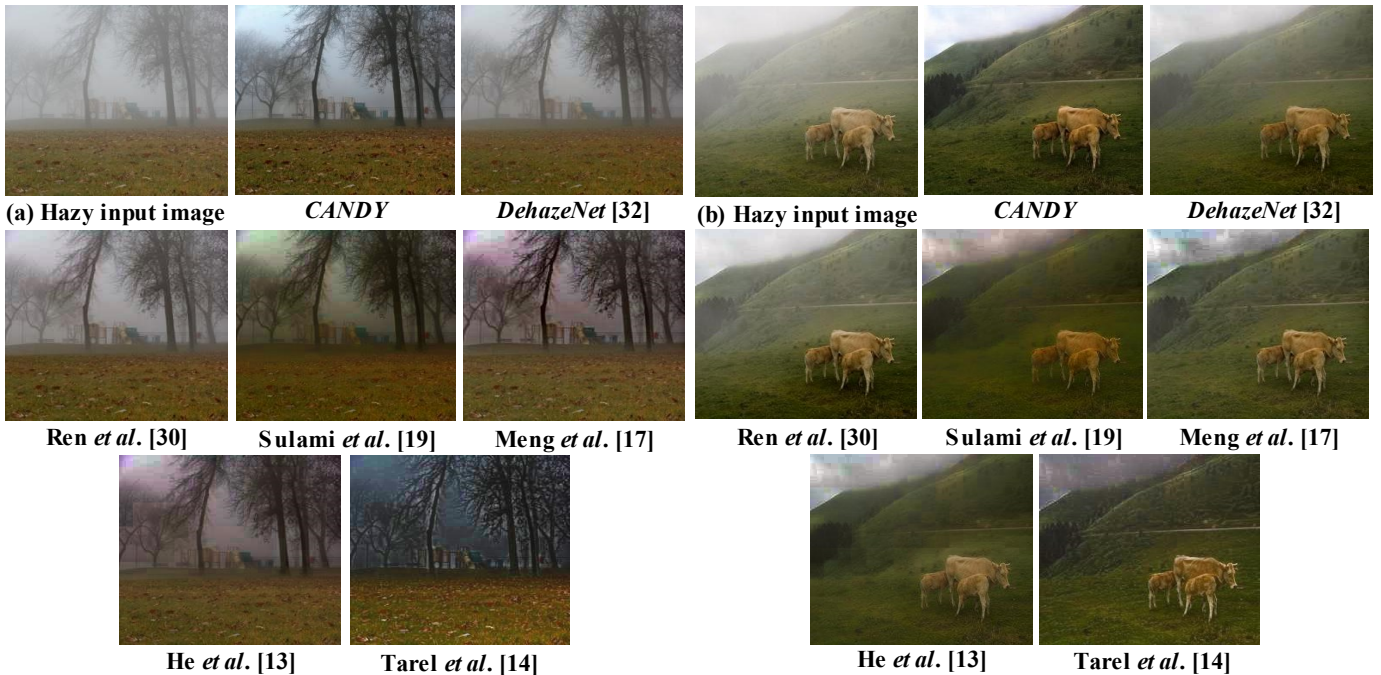 (a) Hazy input image CANDY DehazeNet [32]
Ren et al. [30] Sulami et al. [19] Meng et al. [17]
He et al. [13] Tarel et al. [14]
(b) Hazy input image CANDY DehazeNet [32]
Ren et al. [30] Sulami et al. [19] Meng et al. [17]
He et al. [13] Tarel et al. [14]